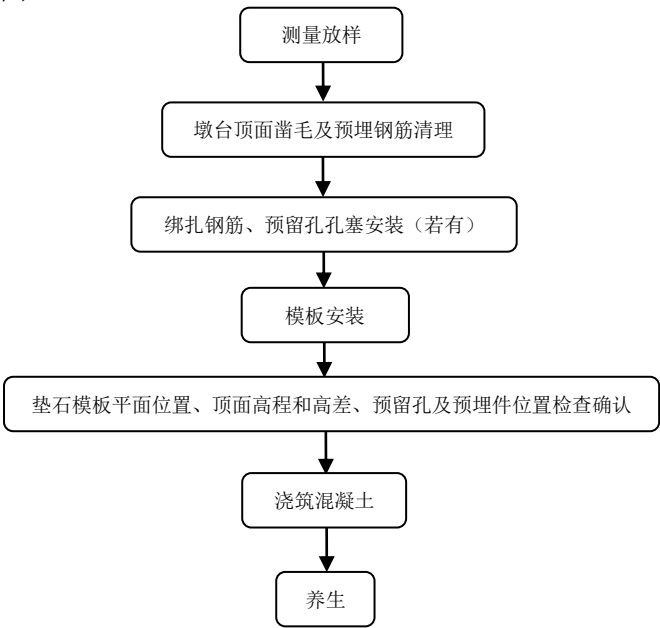 测量放样
墩台顶面凿毛及预埋钢筋清理
绑扎钢筋、预留孔孔塞安装（若有）
模板安装
垫石模板平面位置、顶面高程和高差、预留孔及预埋件位置检查确认
浇筑混凝土
养生